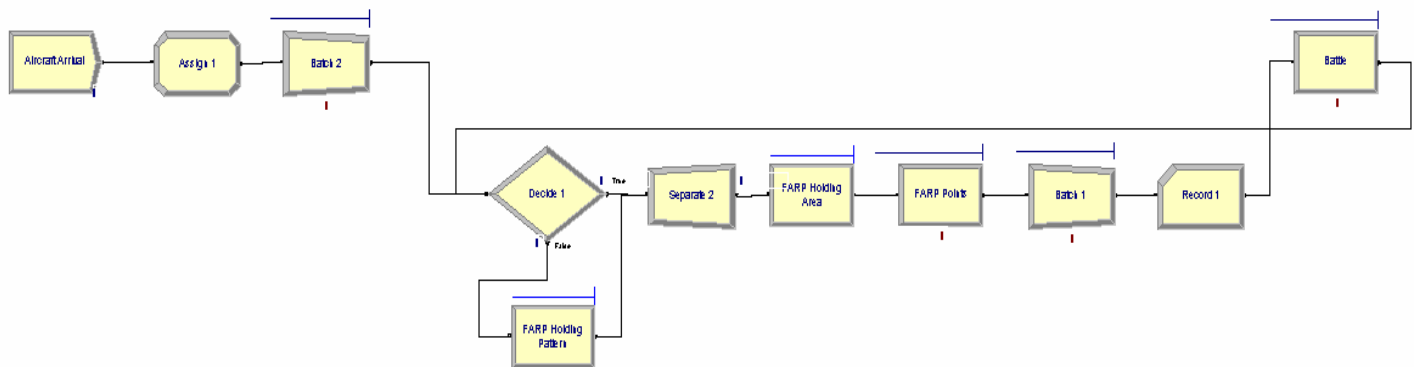 Aircraft Arrival
Assign 1
Batch 2
Battle
Decide 1
True
False
Separate 2
FARP Holding
Area
FARP Points
Batch 1
Record 1
FARP Holding
Pattern